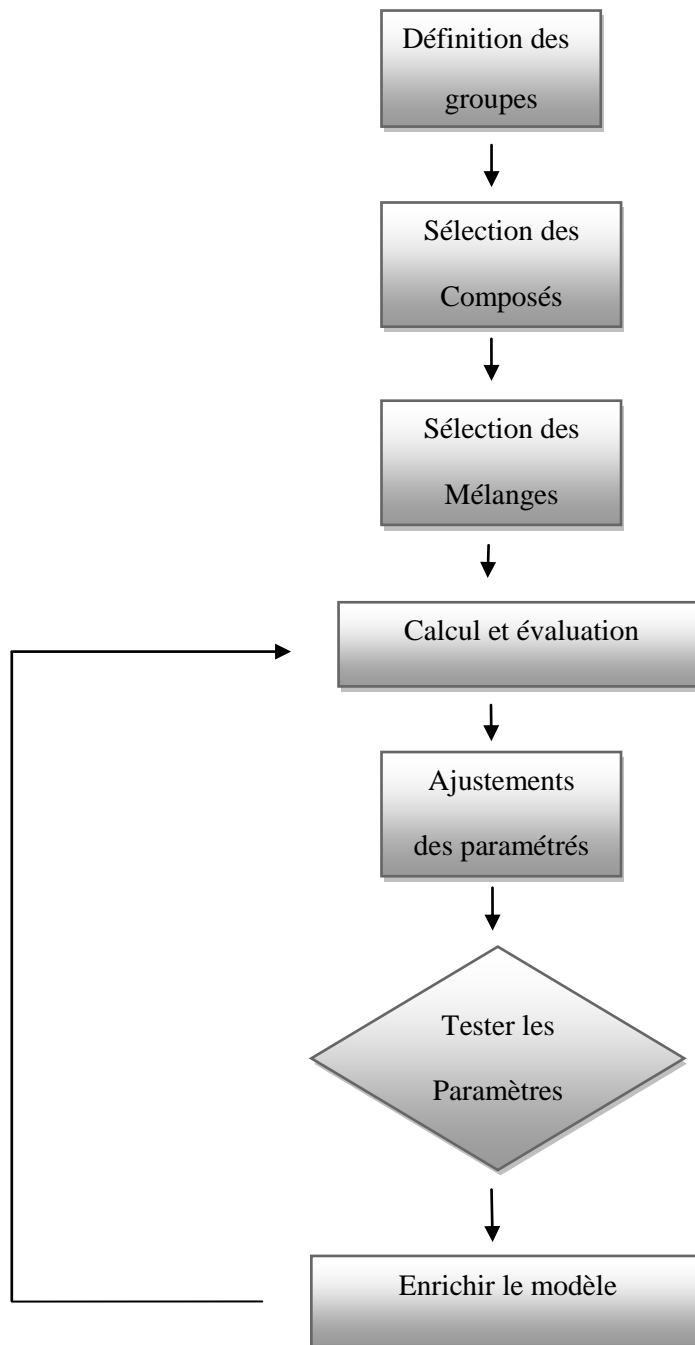 Définition des
groupes
Sélection des
Composés
Sélection des
Mélanges
Calcul et évaluation
Ajustements
des paramétrés
Tester les
Paramètres
Enrichir le modèle